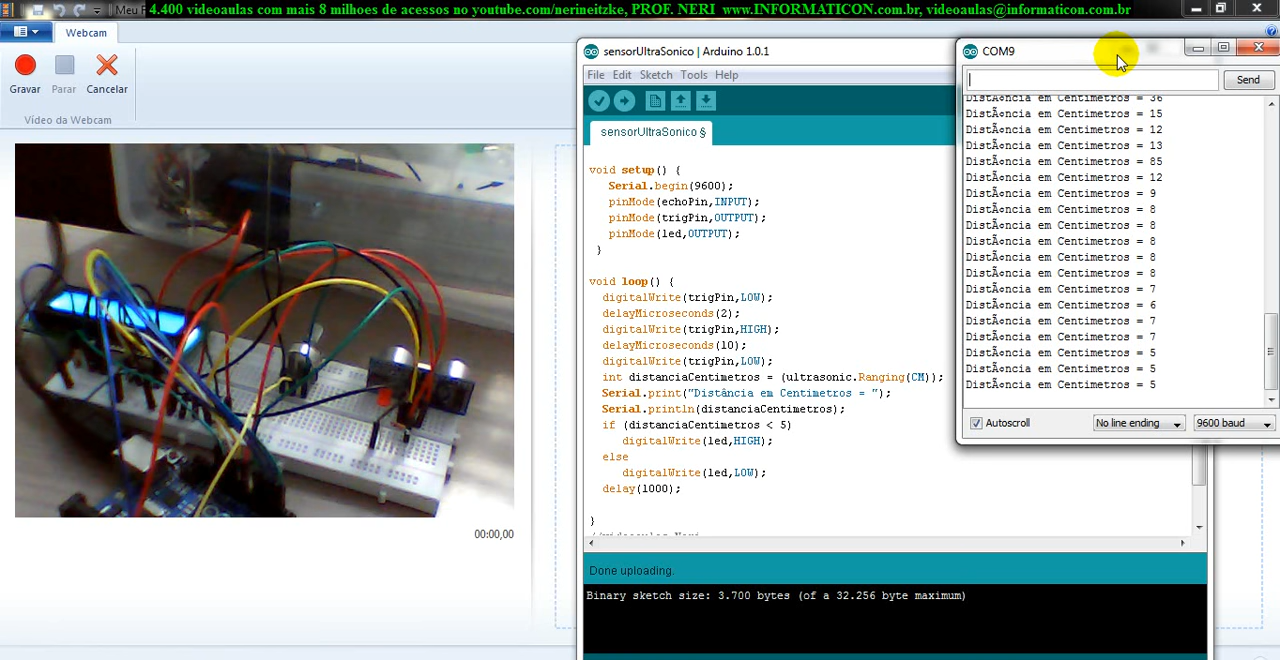 Meu F
4.400 videoaulas com mais 8 milhoes de acessos no youtube.com/nerineitzke, PROF. NERI www.INFORMATICON.com.br, videoaulas@informaticon.com.br
Webcam
Gravar
Parar
Cancelar
Vídeo da Webcam
00:00,00
sensorUltraSonico | Arduino 1.0.1
File Edit Sketch Tools Help
sensorUltraSonico §
void setup() {
Serial.begin(9600);
pinMode(echoPin,INPUT);
pinMode(trigPin,OUTPUT);
pinMode(led,OUTPUT);
}
void loop() {
digitalWrite(trigPin,LOW);
delayMicroseconds(2);
digitalWrite(trigPin,HIGH);
delayMicroseconds(10);
digitalWrite(trigPin,LOW);
int distanciaCentimetros = (ultrasonic.Ranging(CM));
Serial.print("Distância em Centimetros = ");
Serial.println(distanciaCentimetros);
if (distanciaCentimetros < 5)
digitalWrite(led,HIGH);
else
digitalWrite(led,LOW);
delay(1000);
}
Done uploading.
Binary sketch size: 3.700 bytes (of a 32.256 byte maximum)
COM9
Send
DistÃ¢ncia em Centimetros = 36
DistÃ¢ncia em Centimetros = 15
DistÃ¢ncia em Centimetros = 12
DistÃ¢ncia em Centimetros = 13
DistÃ¢ncia em Centimetros = 85
DistÃ¢ncia em Centimetros = 12
DistÃ¢ncia em Centimetros = 9
DistÃ¢ncia em Centimetros = 8
DistÃ¢ncia em Centimetros = 8
DistÃ¢ncia em Centimetros = 8
DistÃ¢ncia em Centimetros = 8
DistÃ¢ncia em Centimetros = 8
DistÃ¢ncia em Centimetros = 7
DistÃ¢ncia em Centimetros = 6
DistÃ¢ncia em Centimetros = 7
DistÃ¢ncia em Centimetros = 7
DistÃ¢ncia em Centimetros = 5
DistÃ¢ncia em Centimetros = 5
DistÃ¢ncia em Centimetros = 5
Autoscroll
No line ending
9600 baud